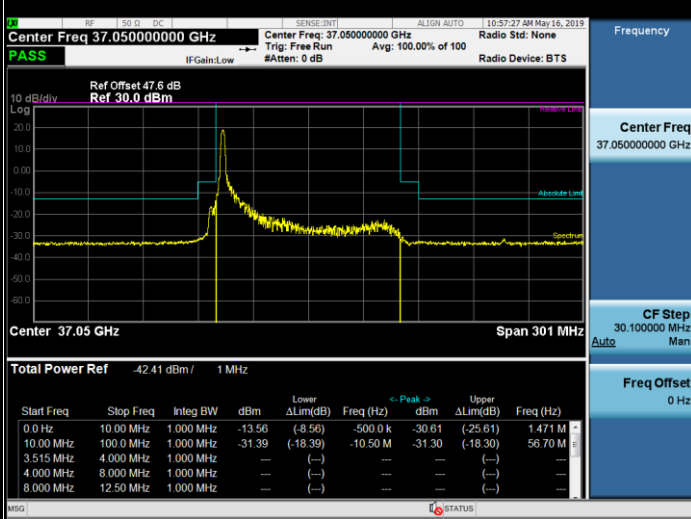 RF 50 Ω DC SENSE:INT ALIGN AUTO 10:57:27 AM May 16, 2019
Center Freq 37.050000000 GHz
Center Freq: 37.050000000 GHz Radio Std: None
Trig: Free Run Avg: 100.00% of 100
PASS IFGain:Low #Atten: 0 dB Radio Device: BTS
Ref Offset 47.6 dB
10 dB/div Ref 30.0 dBm
Log
Relative Limit
20.0
10.0
0.00
-10.0
Absolute Limit
-20.0
-30.0
Spectrum
-40.0
-50.0
-60.0
Center 37.05 GHz Span 301 MHz
Total Power Ref -42.41 dBm / 1 MHz
Lower <- Peak -> Upper
Start Freq Stop Freq Integ BW dBm ΔLim(dB) Freq (Hz) dBm ΔLim(dB) Freq (Hz)
0.0 Hz 10.00 MHz 1.000 MHz -13.56 (-8.56) -500.0 k -30.61 (-25.61) 1.471 M
10.00 MHz 100.0 MHz 1.000 MHz -31.39 (-18.39) -10.50 M -31.30 (-18.30) 56.70 M
3.515 MHz 4.000 MHz 1.000 MHz --- (---) --- --- (---) ---
4.000 MHz 8.000 MHz 1.000 MHz --- (---) --- --- (---) ---
8.000 MHz 12.50 MHz 1.000 MHz --- (---) --- --- (---) ---
MSG STATUS
Frequency
Center Freq
37.050000000 GHz
CF Step
30.100000 MHz
Auto Man
Freq Offset
0 Hz